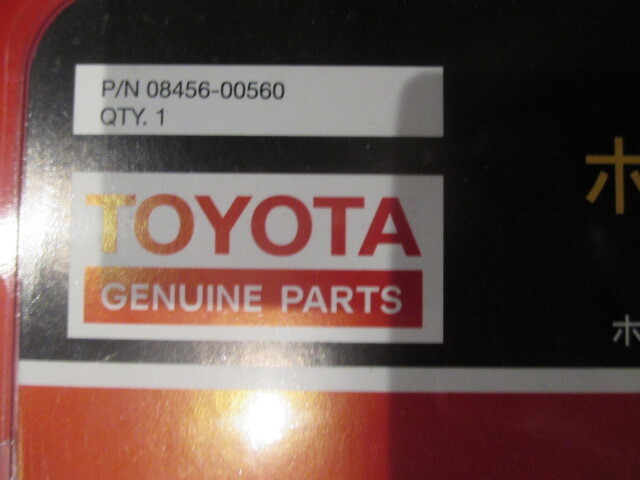 P/N 08456-00560
QTY. 1
TOYOTA
GENUINE PARTS
ホ
ホ